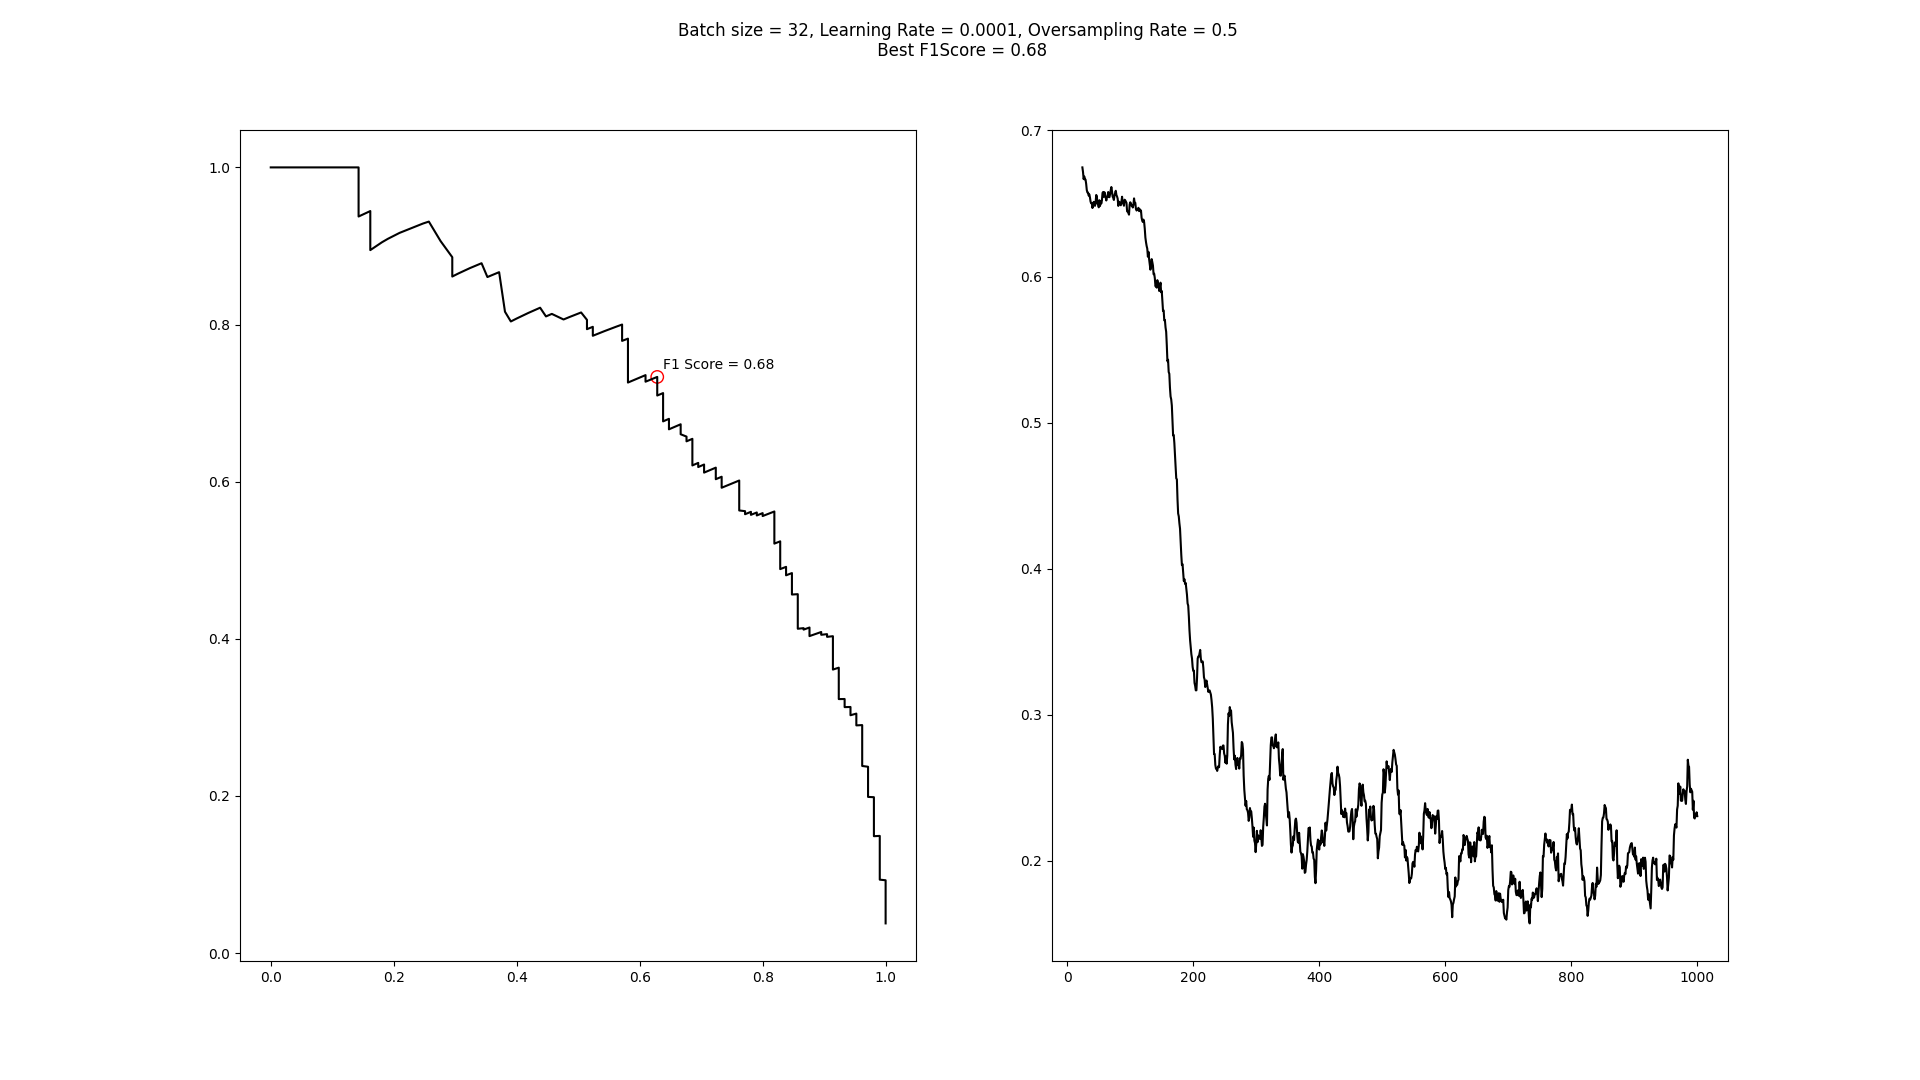 Batch size = 32, Learning Rate = 0.0001, Oversampling Rate = 0.5
Best F1Score = 0.68
1.0
0.8
0.6
0.4
0.2
0.0
0.0 0.2 0.4 0.6 0.8 1.0
F1 Score = 0.68
0.7
0.6
0.5
0.4
0.3
0.2
0 200 400 600 800 1000